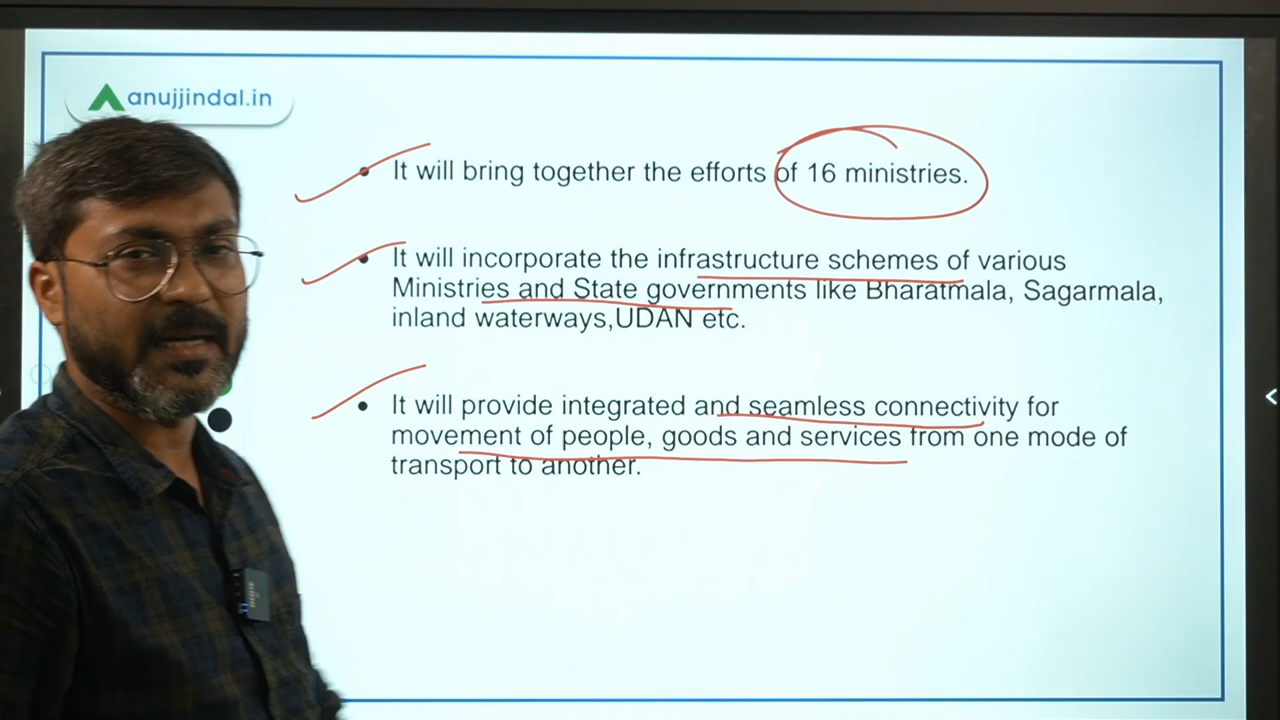 anujjindal.in
It will bring together the efforts of 16 ministries.
It will incorporate the infrastructure schemes of various
Ministries and State governments like Bharatmala, Sagarmala,
inland waterways,UDAN etc.
It will provide integrated and seamless connectivity for
movement of people, goods and services from one mode of
transport to another.